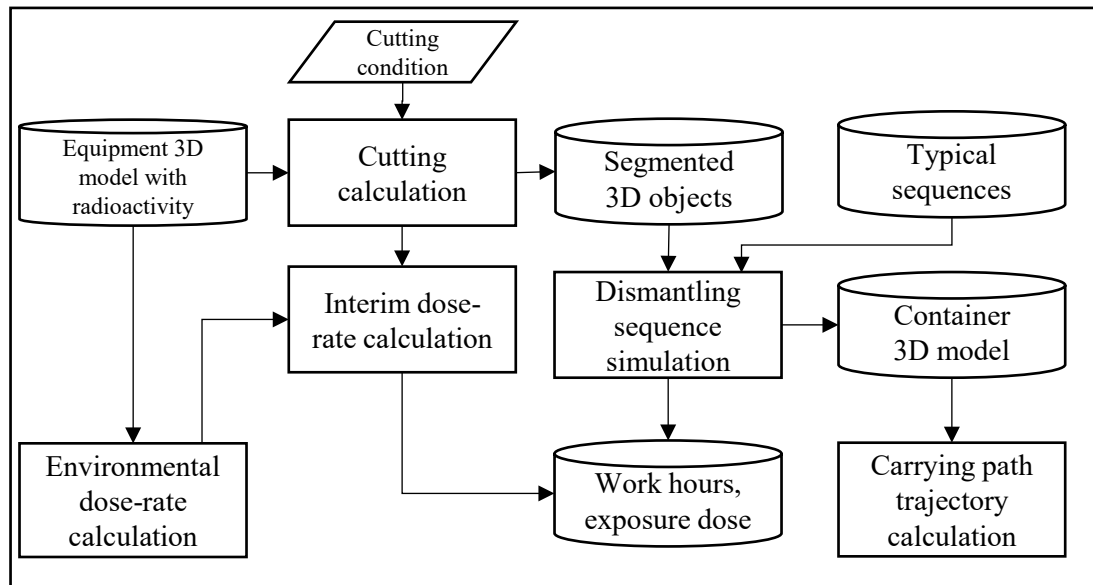 Cutting
condition
Equipment 3D
model with
radioactivity
Cutting
calculation
Segmented
3D objects
Typical
sequences
Interim dose-
rate calculation
Dismantling
sequence
simulation
Container
3D model
Environmental
dose-rate
calculation
Work hours,
exposure dose
Carrying path
trajectory
calculation